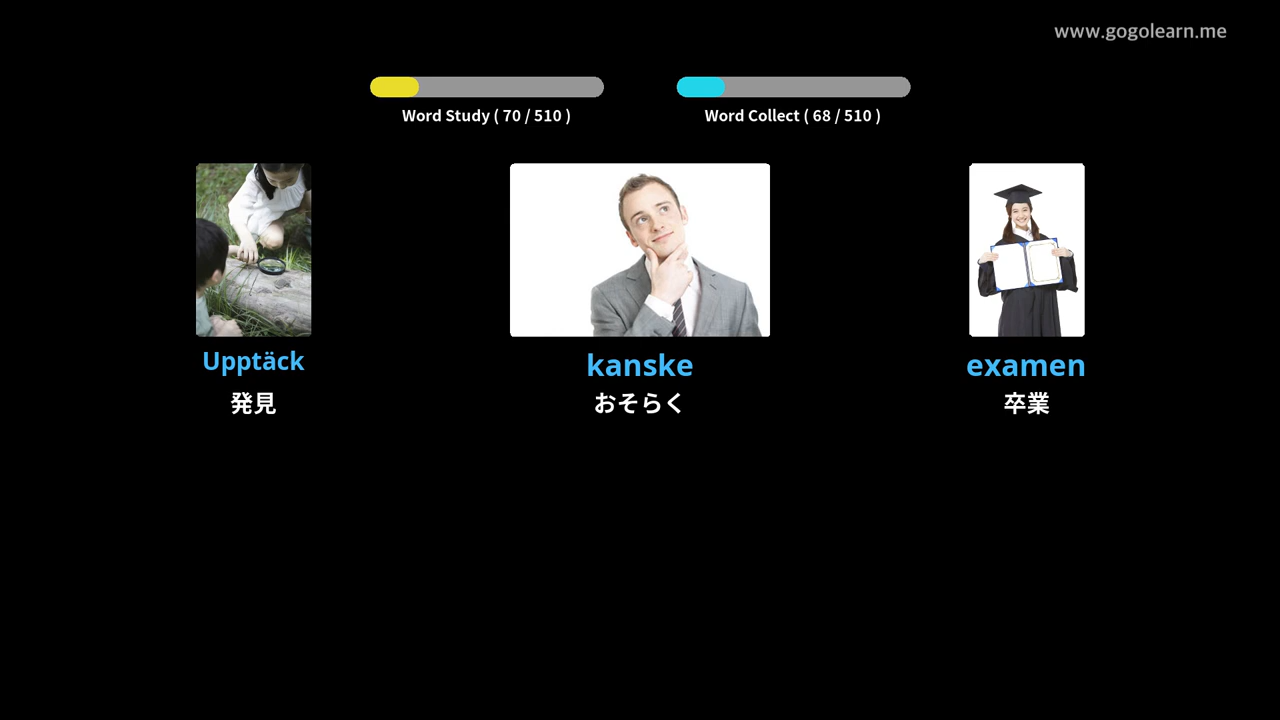 www.gogolearn.me
Word Study ( 70 / 510 )
Word Collect ( 68 / 510 )
Upptäck
発見
kanske
おそらく
examen
卒業